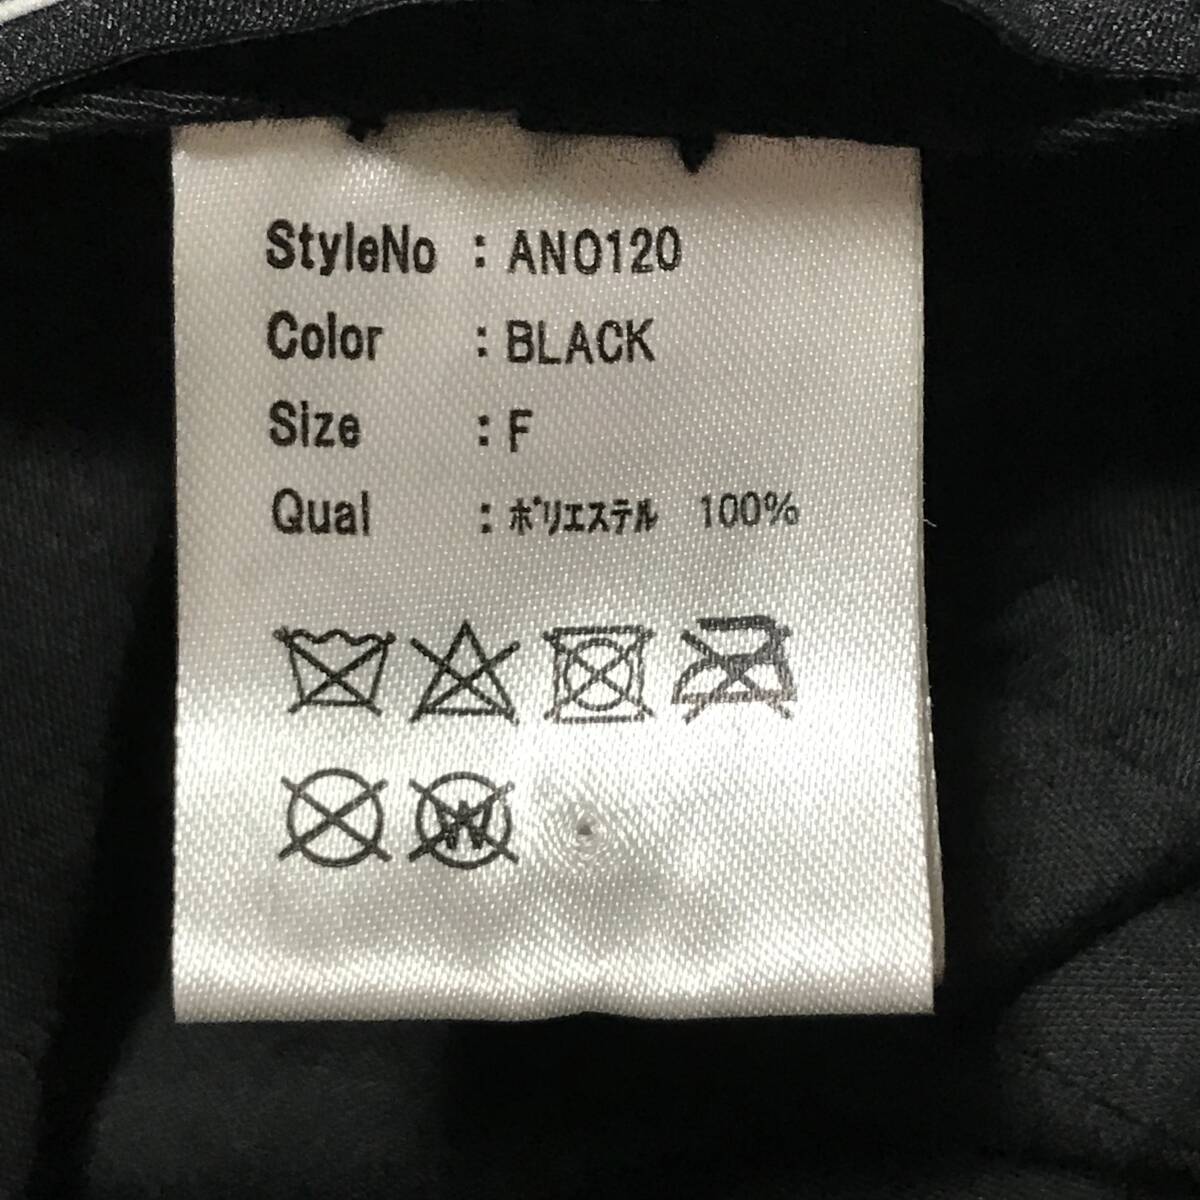 StyleNo : ANO120
Color : BLACK
Size : F
Qual : ﾎﾟﾘｴｽﾃﾙ 100%
W